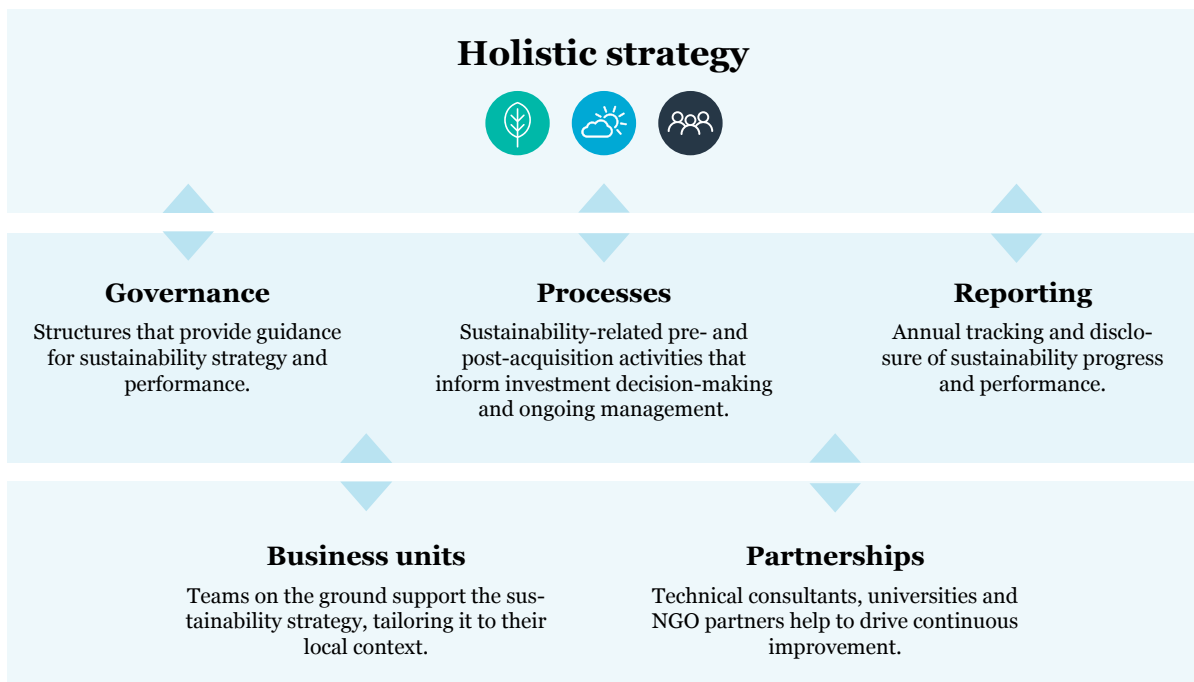 Holistic strategy
Governance
Structures that provide guidance
for sustainability strategy and
performance.
Processes
Sustainability-related pre- and
post-acquisition activities that
inform investment decision-making
and ongoing management.
Reporting
Annual tracking and disclo-
sure of sustainability progress
and performance.
Business units
Teams on the ground support the sus-
tainability strategy, tailoring it to their
local context.
Partnerships
Technical consultants, universities and
NGO partners help to drive continuous
improvement.